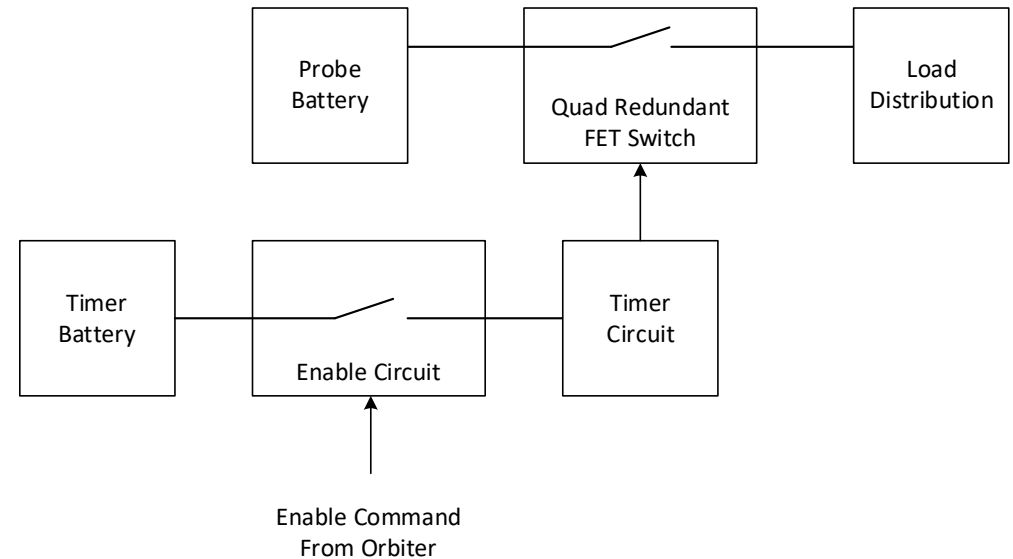 Probe
Battery
Quad Redundant
FET Switch
Load
Distribution
Timer
Battery
Enable Circuit
Timer
Circuit
Enable Command
From Orbiter